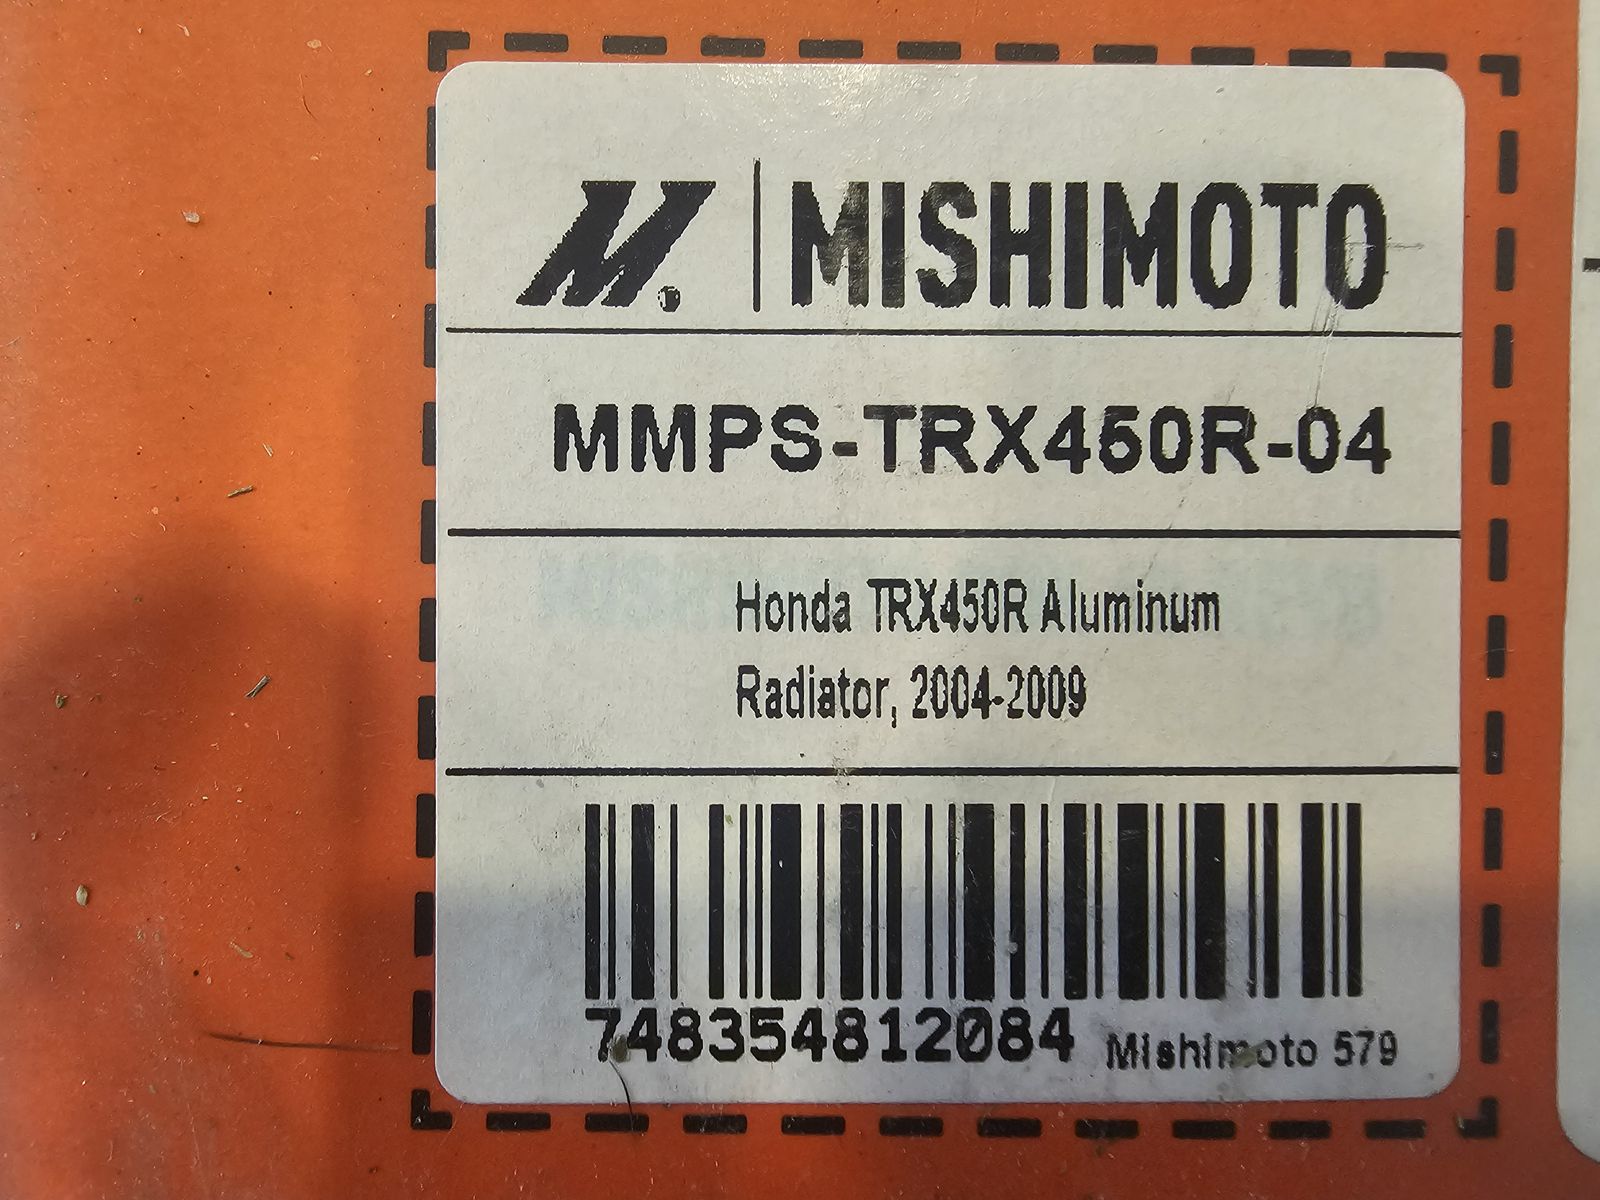 M. | MISHIMOTO
MMPS-TRX450R-04
Honda TRX450R Aluminum
Radiator, 2004-2009
748354812084
Mishimoto 579